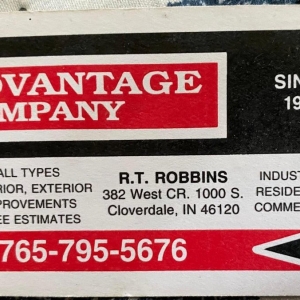 DVANTAGE
OMPANY
SIN
19
ALL TYPES
RIOR, EXTERIOR
PROVEMENTS
EE ESTIMATES
R.T. ROBBINS
382 West CR. 1000 S.
Cloverdale, IN 46120
INDUST
RESIDE
COMME
765-795-5676